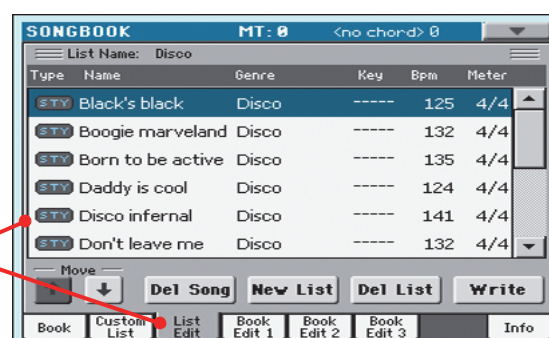 SONGBOOK MT: 0 <no chord> 0
List Name: Disco
Type Name Genre Key Bpm Meter
STY Black's black Disco ----- 125 4/4
STY Boogie marveland Disco ----- 132 4/4
STY Born to be active Disco ----- 135 4/4
STY Daddy is cool Disco ----- 124 4/4
STY Disco infernal Disco ----- 141 4/4
STY Don't leave me Disco ----- 132 4/4
Move
Del Song New List Del List Write
Book Custom List List Edit Book Edit 1 Book Edit 2 Book Edit 3 Info